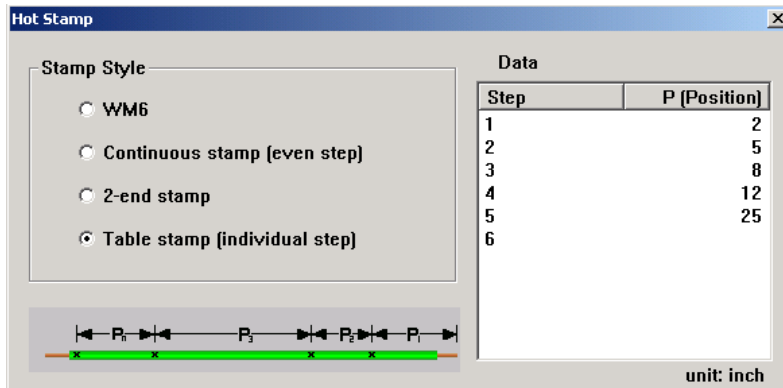 Hot Stamp
Stamp Style
WM6
Continuous stamp (even step)
2-end stamp
Table stamp (individual step)
Pn P3 P2 P1
Data
Step P (Position)
1 2
2 5
3 8
4 12
5 25
6
unit: inch